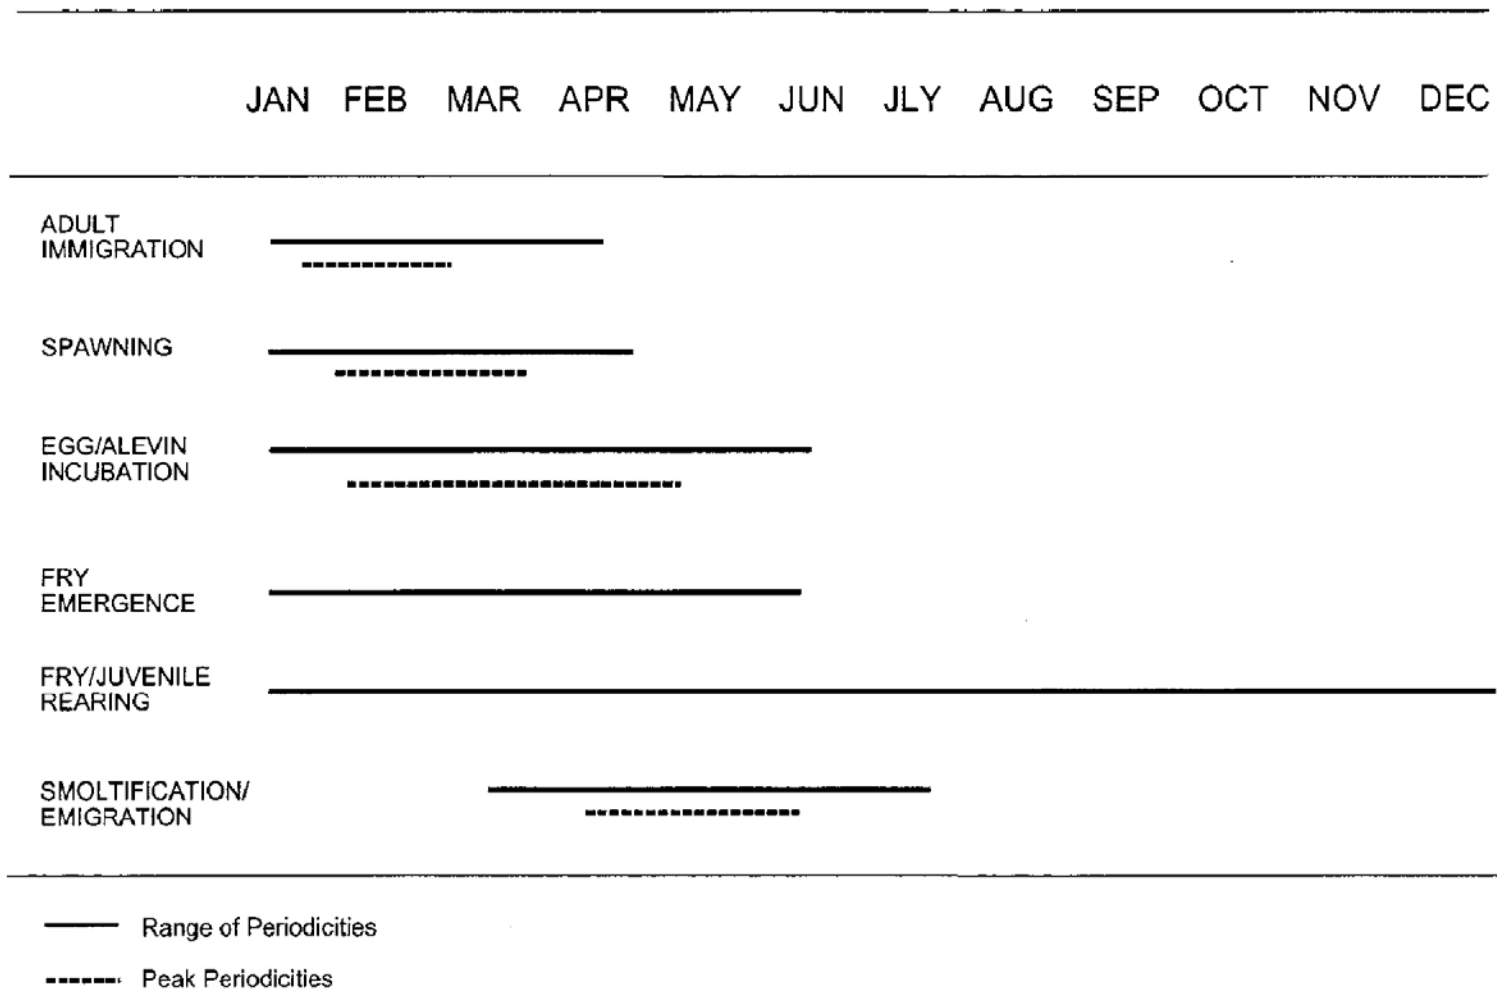 JAN FEB MAR APR MAY JUN JLY AUG SEP OCT NOV DEC
ADULT
IMMIGRATION
SPAWNING
EGG/ALEVIN
INCUBATION
FRY
EMERGENCE
FRY/JUVENILE
REARING
SMOLTIFICATION/
EMIGRATION
Range of Periodicities
Peak Periodicities